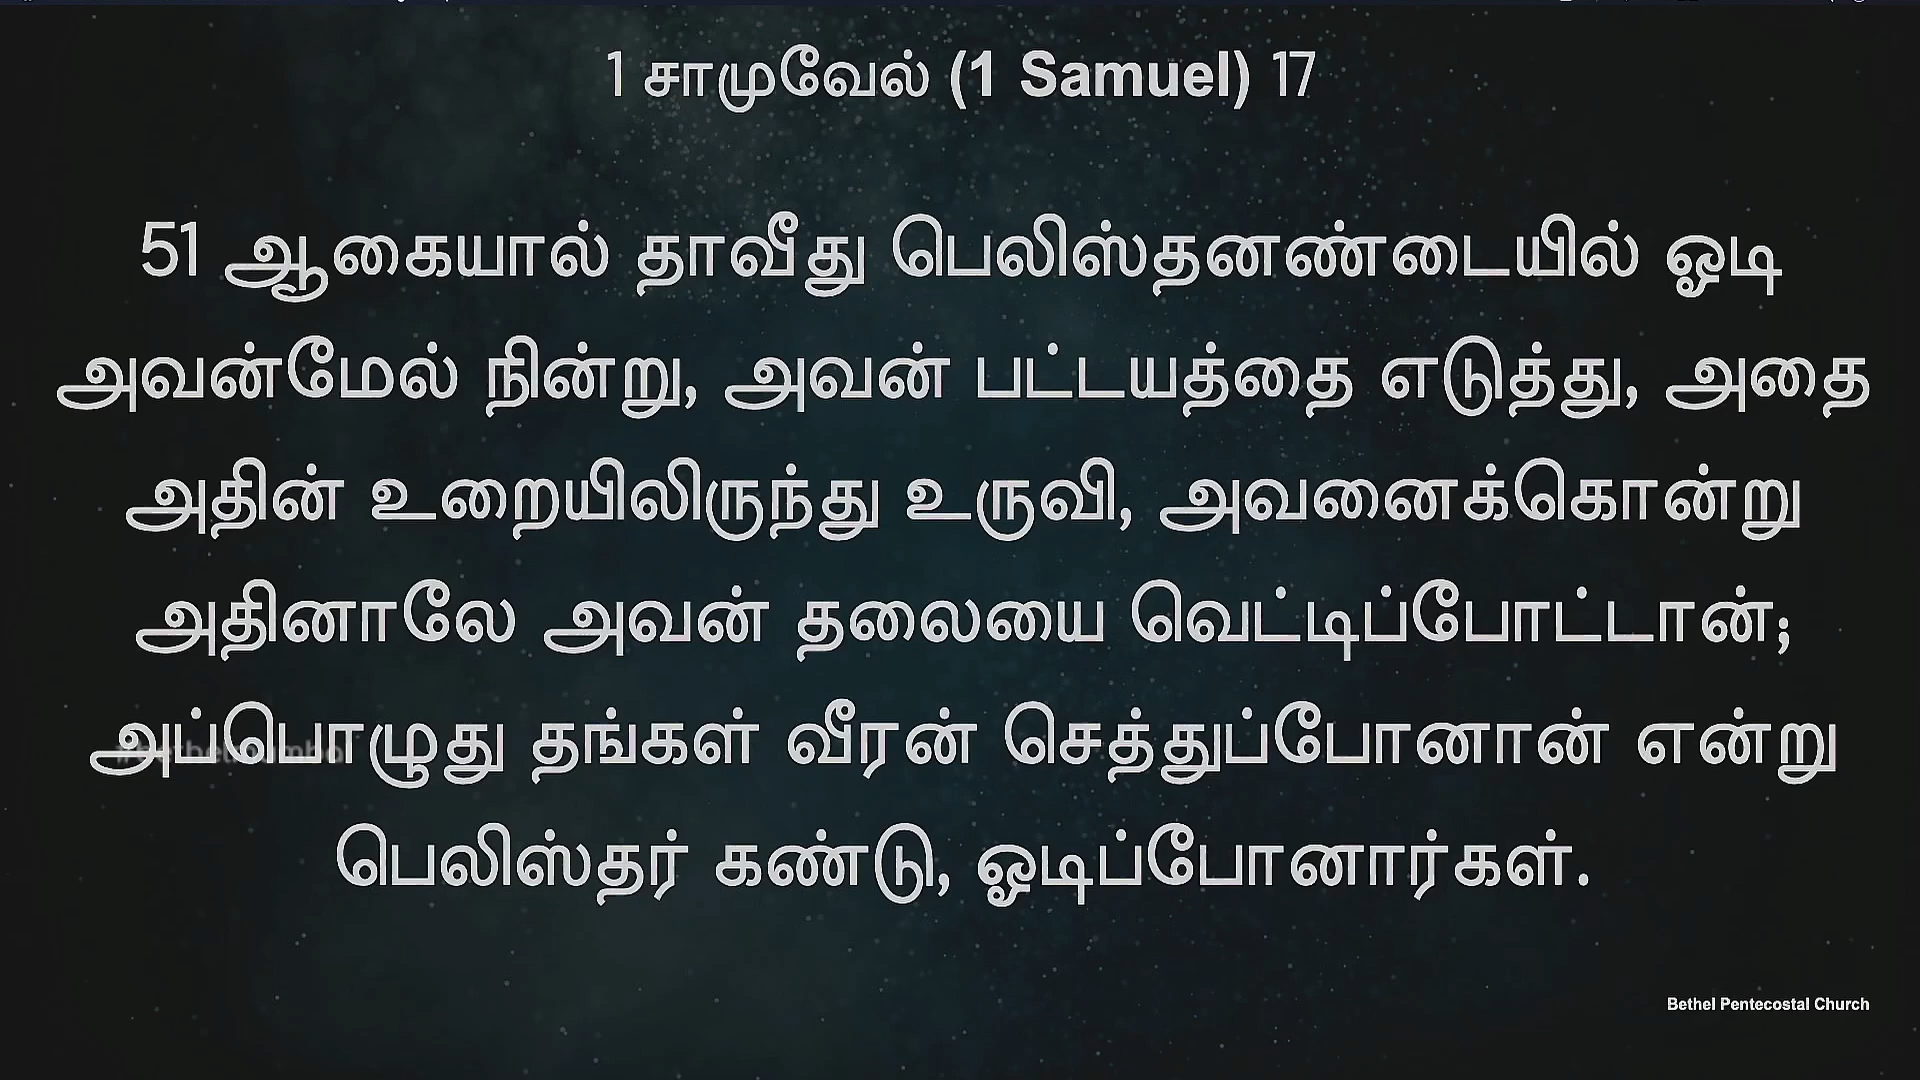 1 சாமுவேல் (1 Samuel) 17
51 ஆகையால் தாவீது பெலிஸ்தனண்டையில் ஓடி
அவன்மேல் நின்று, அவன் பட்டயத்தை எடுத்து, அதை
அதின் உறையிலிருந்து உருவி, அவனைக்கொன்று
அதினாலே அவன் தலையை வெட்டிப்போட்டான்;
அப்பொழுது தங்கள் வீரன் செத்துப்போனான் என்று
பெலிஸ்தர் கண்டு, ஓடிப்போனார்கள்.
Bethel Pentecostal Church